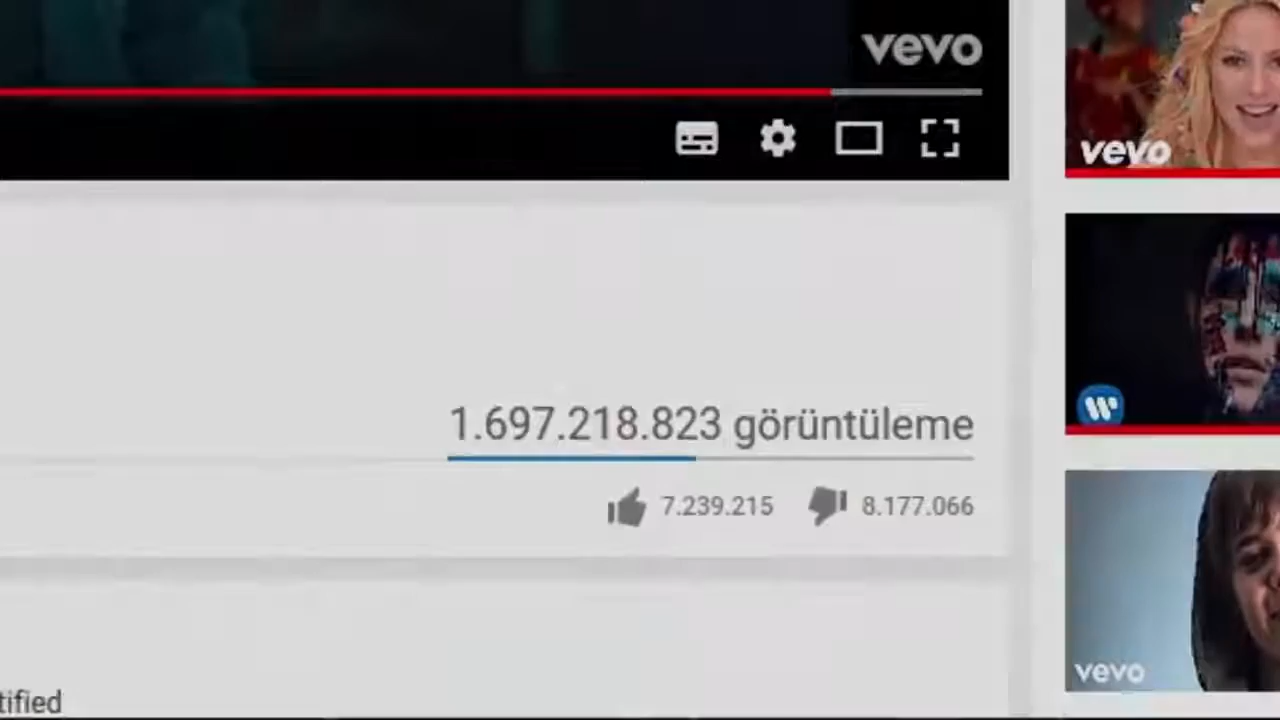 vevo
vevo
1.697.218.823 görüntüleme
7.239.215 8.177.066
vevo
tified